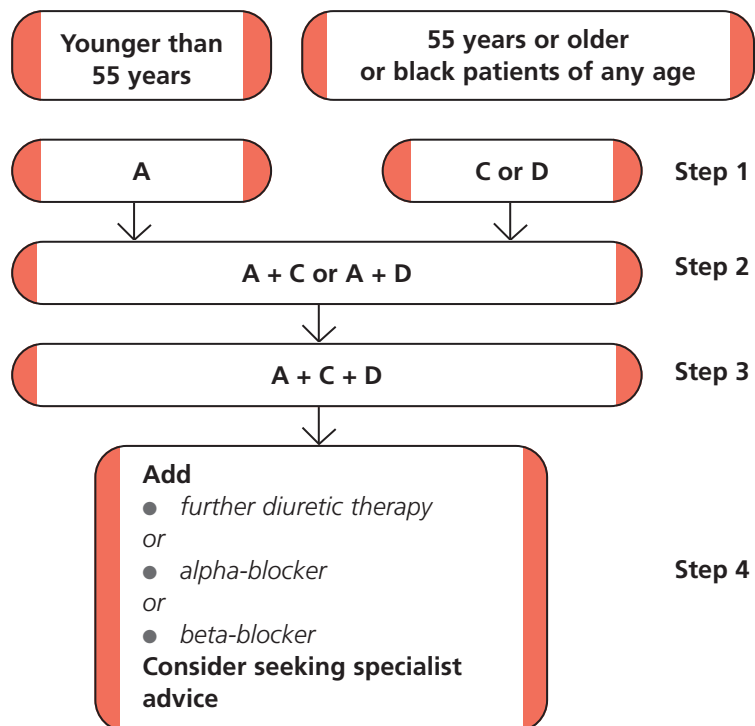 Younger than
55 years
55 years or older
or black patients of any age
A
C or D
Step 1
A + C or A + D
Step 2
A + C + D
Step 3
Add
● further diuretic therapy
or
● alpha-blocker
or
● beta-blocker
Consider seeking specialist
advice
Step 4